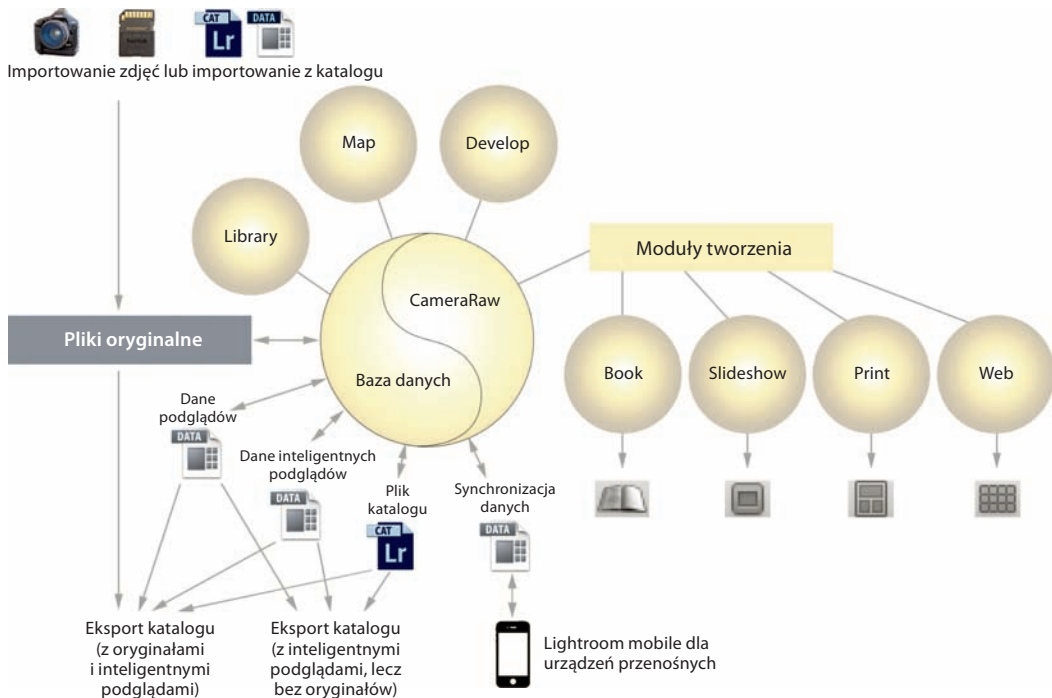 CAT
Lr
DATA
Importowanie zdjęć lub importowanie z katalogu
Map
Develop
Library
Moduły tworzenia
CameraRaw
Pliki oryginalne
Baza danych
Book
Slideshow
Print
Web
Dane
podglądów
DATA
Dane inteligentnych
podglądów
DATA
Plik
katalogu
CAT
Lr
Synchronizacja
danych
DATA
Eksport katalogu
(z oryginałami
i inteligentnymi
podglądami)
Eksport katalogu
(z inteligentnymi
podglądami, lecz
bez oryginałów)
Lightroom mobile dla
urządzeń przenośnych